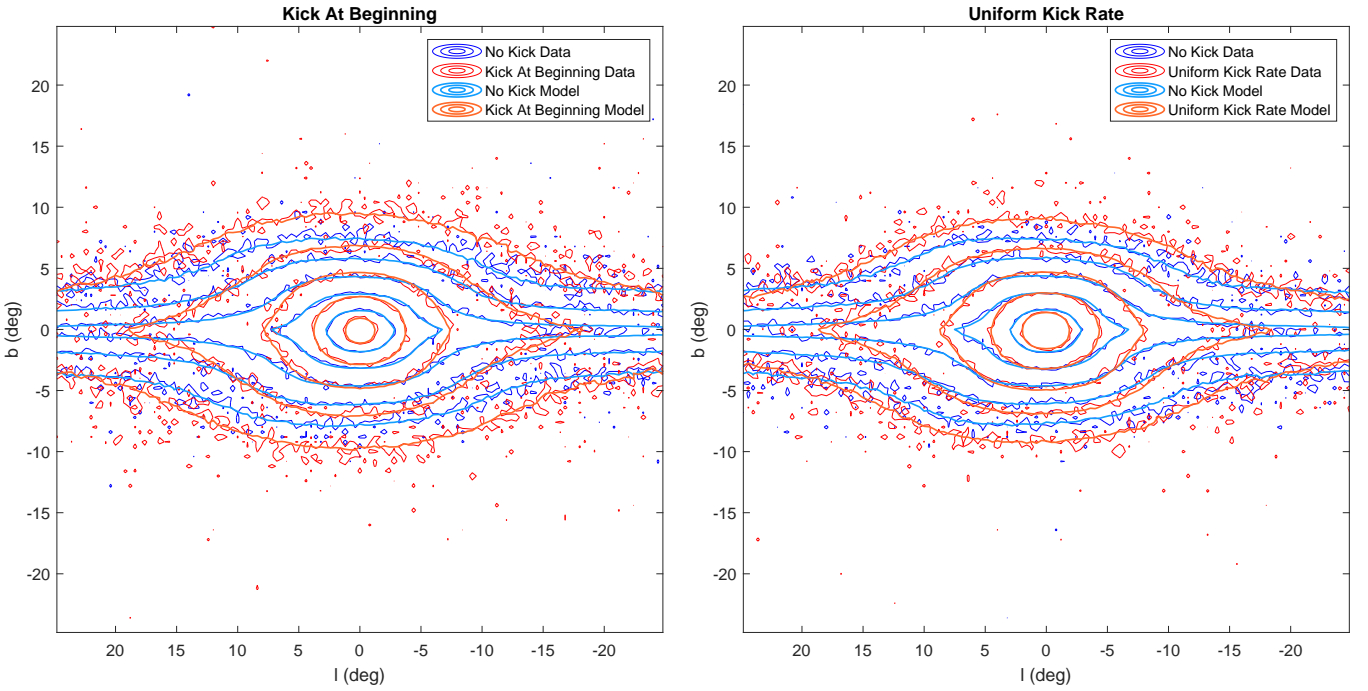 Kick At Beginning
No Kick Data
Kick At Beginning Data
No Kick Model
Kick At Beginning Model
20
15
10
5
0
-5
-10
-15
-20
b (deg)
20 15 10 5 0 -5 -10 -15 -20
l (deg)
Uniform Kick Rate
No Kick Data
Uniform Kick Rate Data
No Kick Model
Uniform Kick Rate Model
20
15
10
5
0
-5
-10
-15
-20
b (deg)
20 15 10 5 0 -5 -10 -15 -20
l (deg)